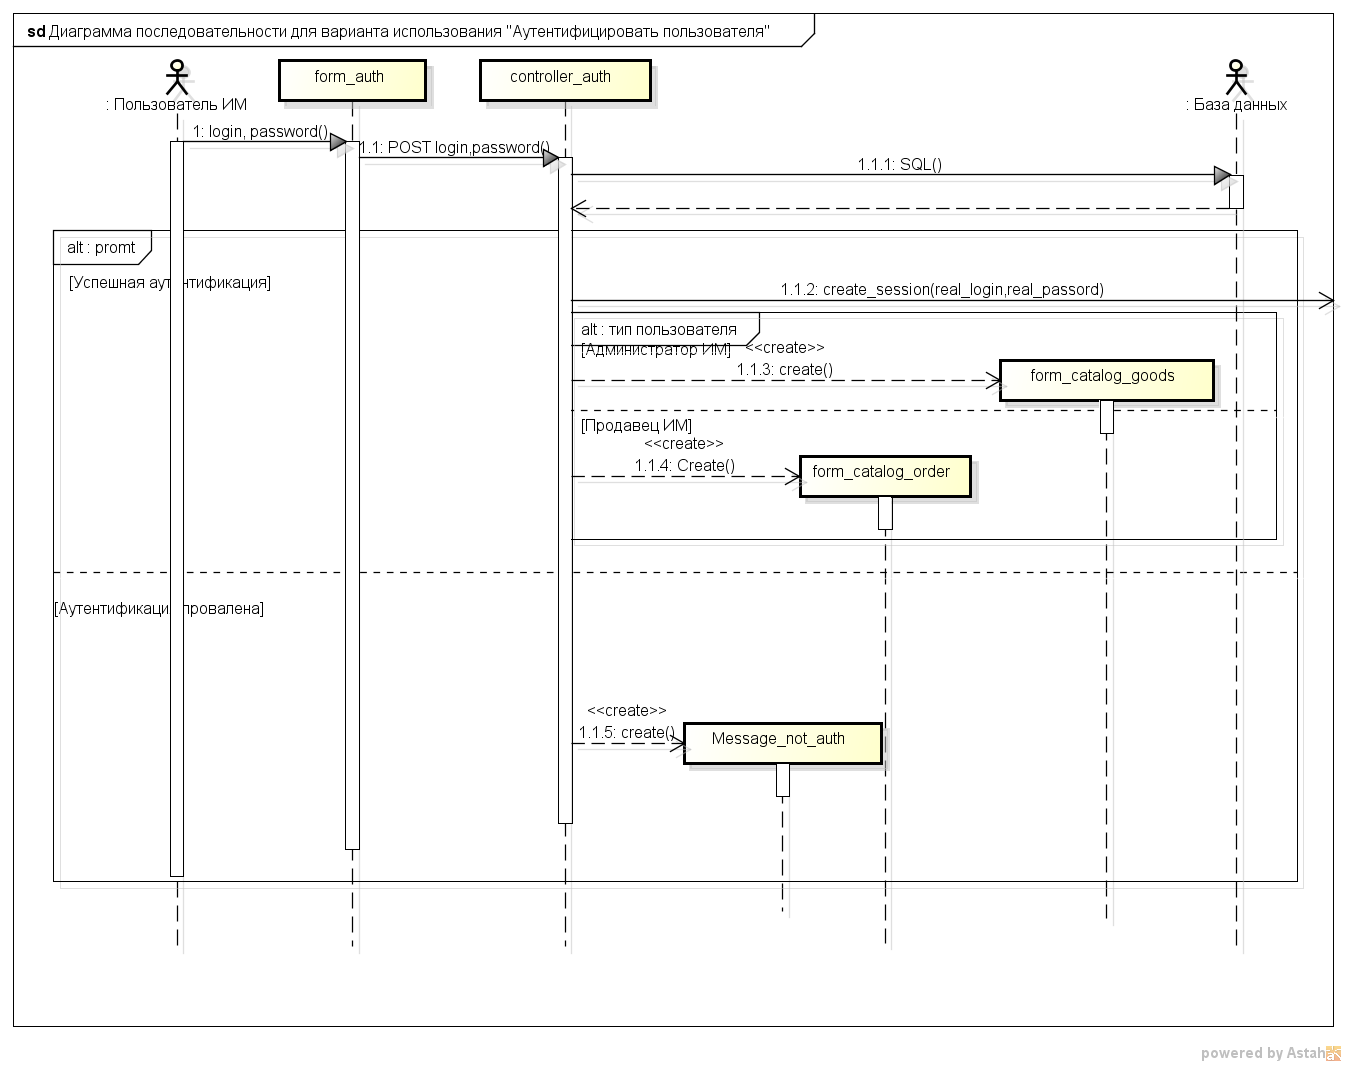 sd Диаграмма последовательности для варианта использования "Аутентифицировать пользователя"
form_auth
controller_auth
: Пользователь ИМ
: База данных
1: login, password()
1.1: POST login,password()
1.1.1: SQL()
alt : promt
[Успешная аутентификация]
1.1.2: create_session(real_login,real_passord)
alt : тип пользователя
[Администратор ИМ]
<<create>>
1.1.3: create()
form_catalog_goods
[Продавец ИМ]
<<create>>
1.1.4: Create()
form_catalog_order
[Аутентификация провалена]
<<create>>
1.1.5: create()
Message_not_auth
powered by Astah